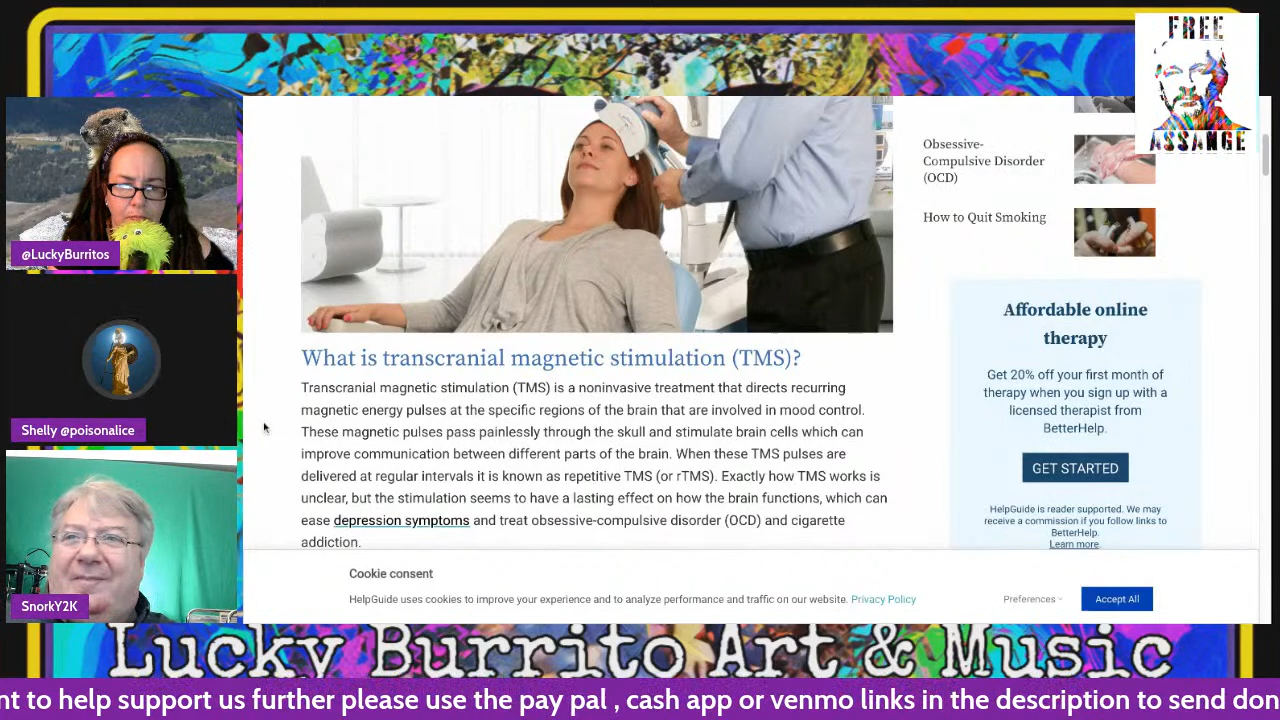 FREE
ASSANGE
@LuckyBurritos
Shelly @poisonalice
SnorkY2K
What is transcranial magnetic stimulation (TMS)?
Transcranial magnetic stimulation (TMS) is a noninvasive treatment that directs recurring
magnetic energy pulses at the specific regions of the brain that are involved in mood control.
These magnetic pulses pass painlessly through the skull and stimulate brain cells which can
improve communication between different parts of the brain. When these TMS pulses are
delivered at regular intervals it is known as repetitive TMS (or rTMS). Exactly how TMS works is
unclear, but the stimulation seems to have a lasting effect on how the brain functions, which can
ease depression symptoms and treat obsessive-compulsive disorder (OCD) and cigarette
addiction.
Obsessive-
Compulsive Disorder
(OCD)
How to Quit Smoking
Affordable online
therapy
Get 20% off your first month of
therapy when you sign up with a
licensed therapist from
BetterHelp.
GET STARTED
HelpGuide is reader supported. We may
receive a commission if you follow links to
BetterHelp.
Learn more.
Cookie consent
HelpGuide uses cookies to improve your experience and to analyze performance and traffic on our website. Privacy Policy
Preferences
Accept All
Lucky Burrito Art & Music
nt to help support us further please use the pay pal , cash app or venmo links in the description to send don